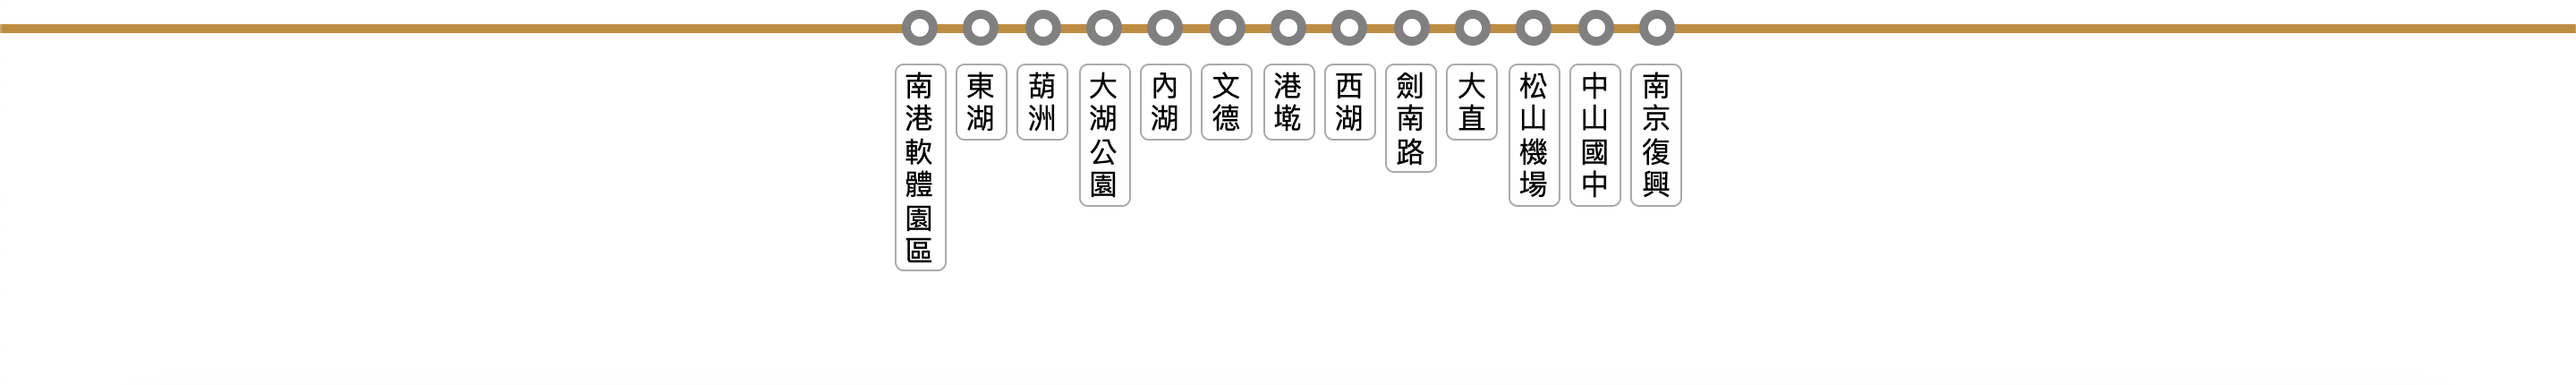 南港軟體園區
東湖
葫洲
大湖公園
內湖
文德
港墘
西湖
劍南路
大直
松山機場
中山國中
南京復興